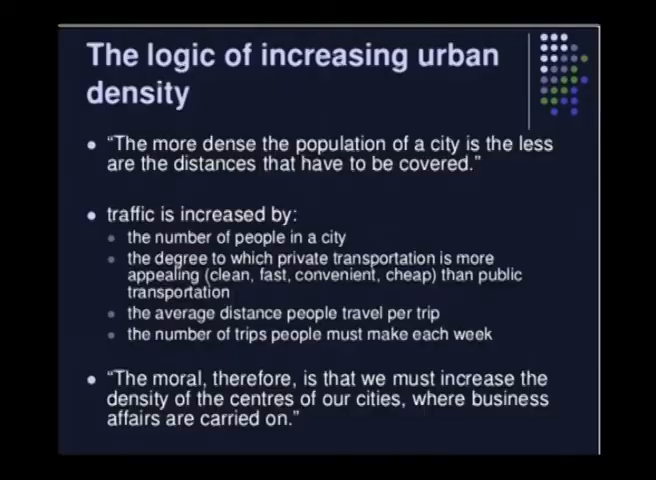 The logic of increasing urban
density
“The more dense the population of a city is the less
are the distances that have to be covered.”
traffic is increased by:
the number of people in a city
the degree to which private transportation is more
appealing (clean, fast, convenient, cheap) than public
transportation
the average distance people travel per trip
the number of trips people must make each week
“The moral, therefore, is that we must increase the
density of the centres of our cities, where business
affairs are carried on.”